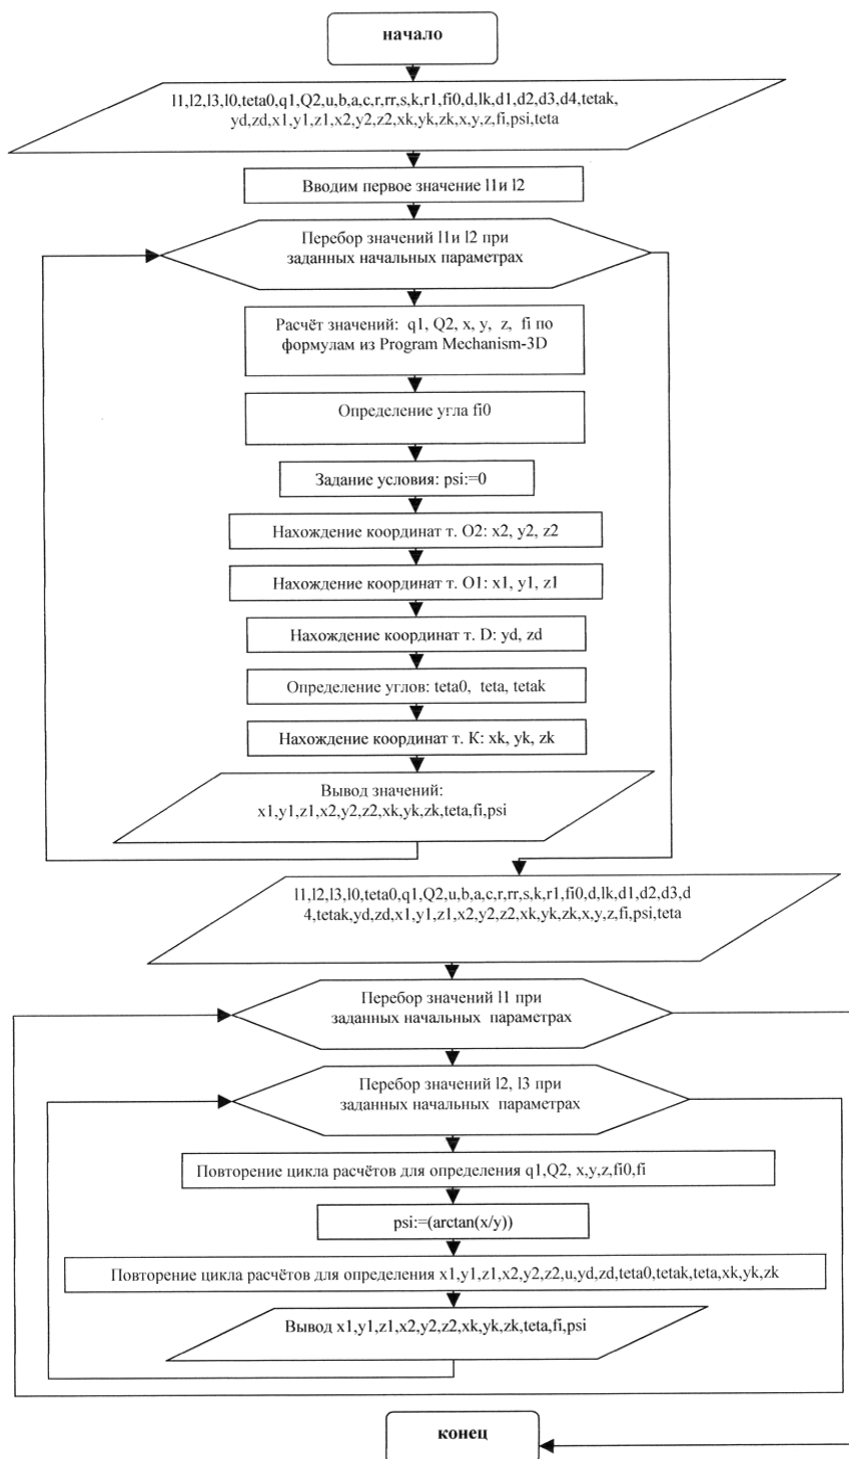 начало
l1,l2,l3,l0,teta0,q1,Q2,u,b,a,c,r,rr,s,k,r1,fi0,d,lk,d1,d2,d3,d4,tetak,
yd,zd,x1,y1,z1,x2,y2,z2,xk,yk,zk,x,y,z,fi,psi,teta
Вводим первое значение l1и l2
Перебор значений l1и l2 при
заданных начальных параметрах
Расчёт значений: q1, Q2, x, y, z, fi по
формулам из Program Mechanism-3D
Определение угла fi0
Задание условия: psi:=0
Нахождение координат т. O2: x2, y2, z2
Нахождение координат т. O1: x1, y1, z1
Нахождение координат т. D: yd, zd
Определение углов: teta0, teta, tetak
Нахождение координат т. K: xk, yk, zk
Вывод значений:
x1,y1,z1,x2,y2,z2,xk,yk,zk,teta,fi,psi
l1,l2,l3,l0,teta0,q1,Q2,u,b,a,c,r,rr,s,k,r1,fi0,d,lk,d1,d2,d3,d
4,tetak,yd,zd,x1,y1,z1,x2,y2,z2,xk,yk,zk,x,y,z,fi,psi,teta
Перебор значений l1 при
заданных начальных параметрах
Перебор значений l2, l3 при
заданных начальных параметрах
Повторение цикла расчётов для определения q1,Q2, x,y,z,fi0,fi
psi:=(arctan(x/y))
Повторение цикла расчётов для определения x1,y1,z1,x2,y2,z2,u,yd,zd,teta0,tetak,teta,xk,yk,zk
Вывод x1,y1,z1,x2,y2,z2,xk,yk,zk,teta,fi,psi
конец